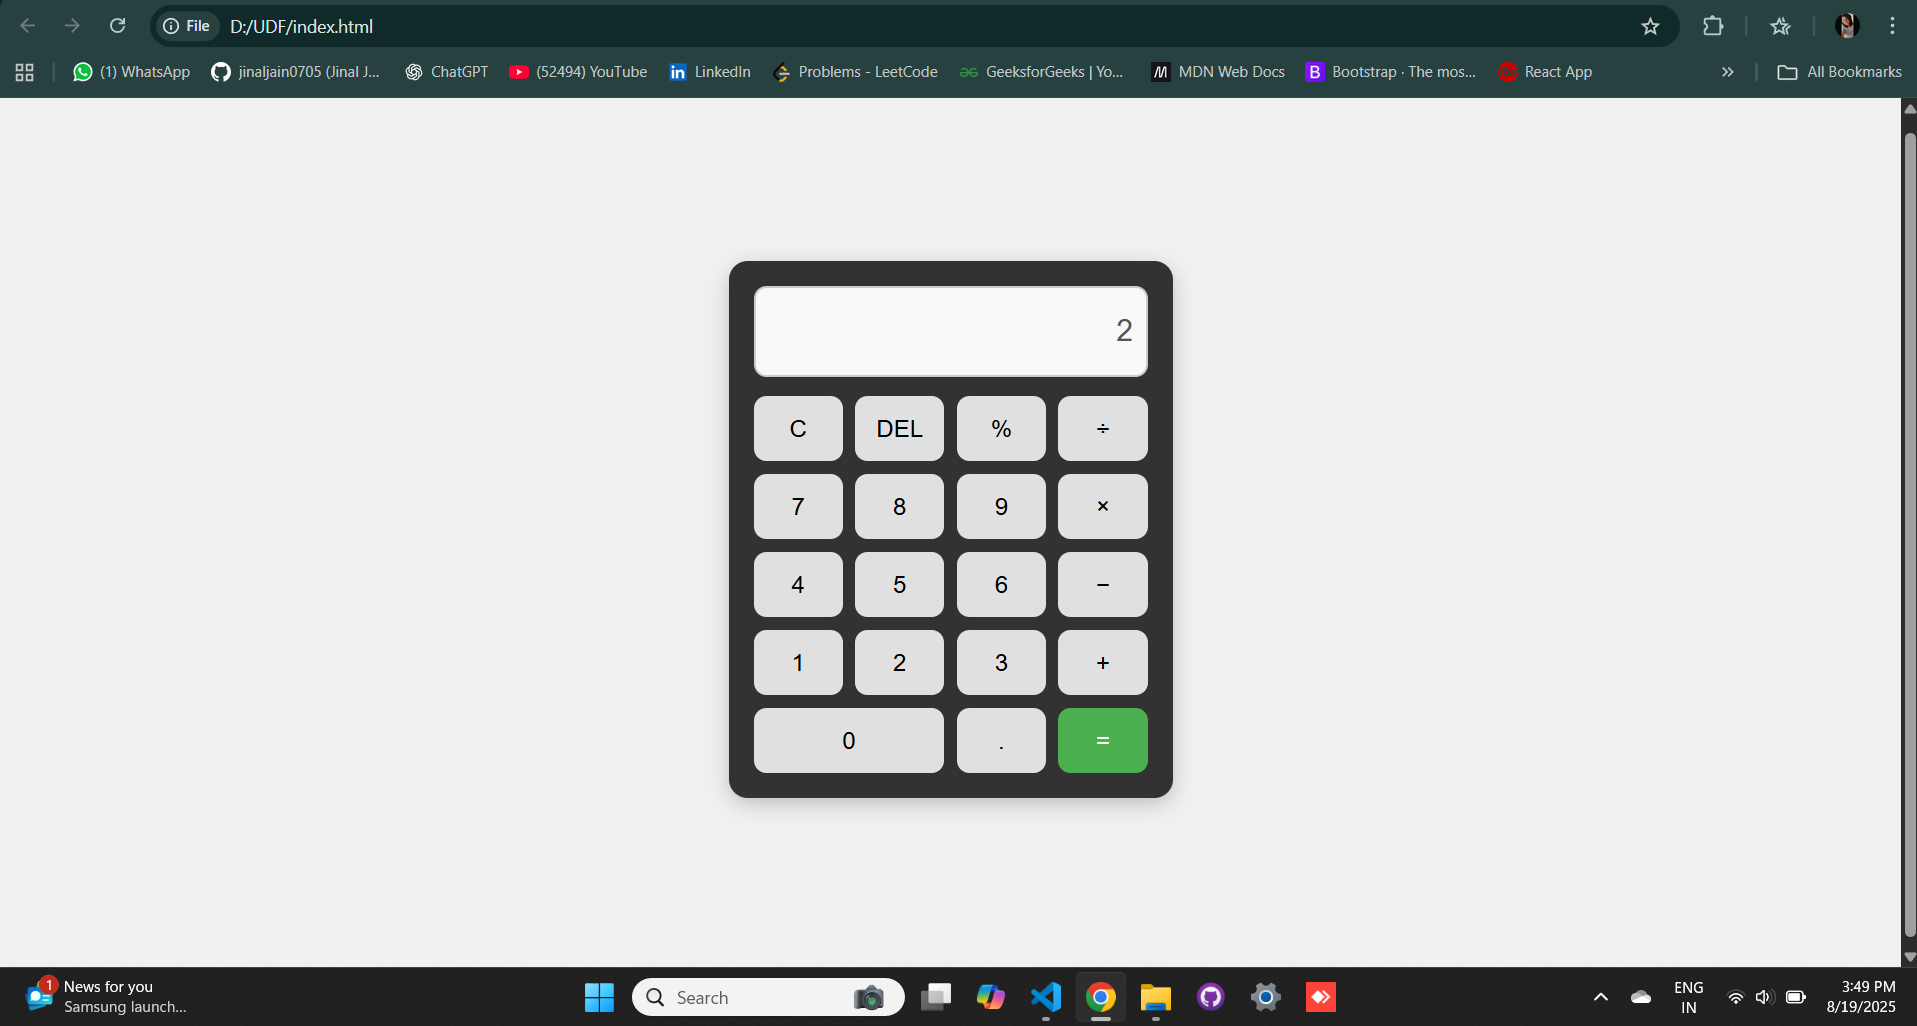 File D:/UDF/index.html
(1) WhatsApp jinaljain0705 (Jinal J... ChatGPT (52494) YouTube in LinkedIn Problems - LeetCode GeeksforGeeks | Yo... M MDN Web Docs B Bootstrap · The mos... React App » All Bookmarks
2
C DEL % ÷
7 8 9 ×
4 5 6 −
1 2 3 +
0 . =
1 News for you
Samsung launch...
Search
ENG
IN
3:49 PM
8/19/2025